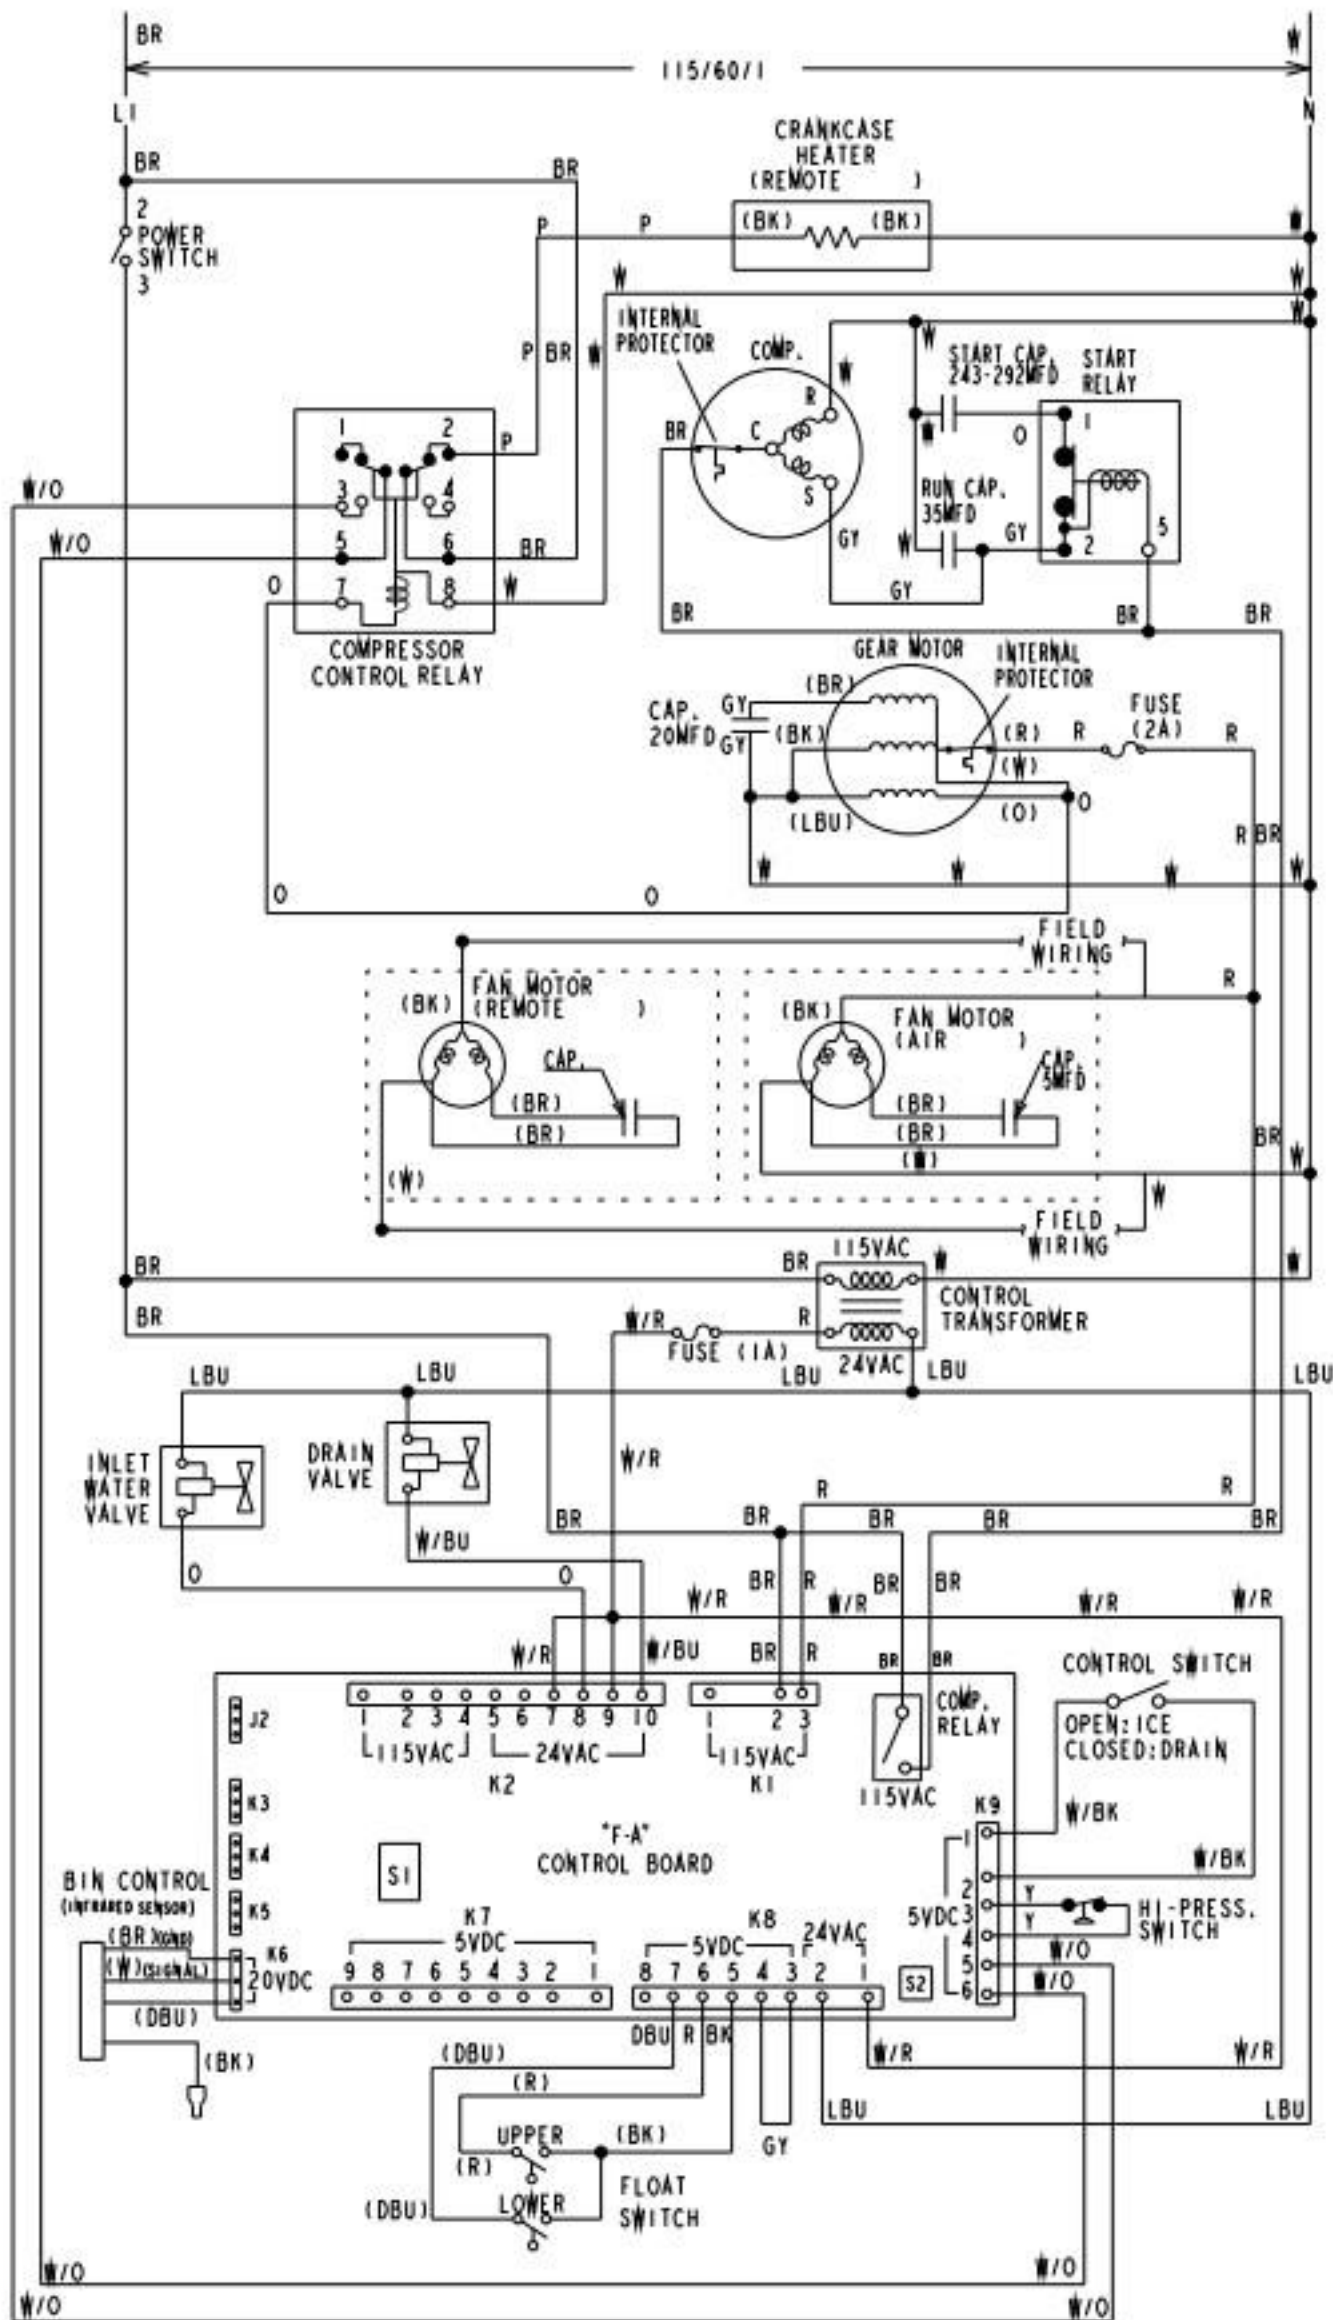 BR
W
115/60/1
L1
N
BR
BR
CRANKCASE
HEATER
(REMOTE )
2
POWER
SWITCH
3
P
P
(BK)
(BK)
W
W
W
W
INTERNAL
PROTECTOR
COMP.
W
START CAP.
243-292MFD
START
RELAY
P
BR
W
R
W
1
2
P
BR
C
W
O
1
W/O
3
4
S
RUN CAP.
35MFD
W/O
5
6
BR
GY
W
GY
2
5
O
7
8
W
GY
BR
BR
BR
COMPRESSOR
CONTROL RELAY
GEAR MOTOR
INTERNAL
PROTECTOR
CAP.
20MFD
GY
GY
(BR)
(BK)
(R)
R
FUSE
(2A)
R
(W)
(LBU)
(O)
O
R
BR
W
W
W
W
O
O
FIELD
WIRING
(BK)
FAN MOTOR
(REMOTE )
(BK)
FAN MOTOR
(AIR )
R
CAP.
CAP.
5MFD
(BR)
(BR)
(BR)
(BR)
BR
(W)
(W)
W
W
FIELD
WIRING
BR
BR
115VAC
W
W
CONTROL
TRANSFORMER
BR
W/R
R
FUSE (1A)
24VAC
LBU
LBU
LBU
LBU
LBU
INLET
WATER
VALVE
DRAIN
VALVE
W/R
R
R
BR
BR
BR
BR
BR
W/BU
O
O
BR
R
BR
BR
W/R
W/R
W/R
W/R
W/R
W/BU
BR
R
BR
BR
CONTROL SWITCH
J2
1 2 3 4 5 6 7 8 9 10
115VAC
24VAC
K2
1 2 3
115VAC
K1
COMP.
RELAY
115VAC
OPEN:ICE
CLOSED:DRAIN
K3
K9
"F-A"
CONTROL BOARD
1
W/BK
W/BK
K4
S1
BIN CONTROL
(INFRARED SENSOR)
K5
2
5VDC
3
4
Y
Y
HI-PRESS.
SWITCH
K7
5VDC
K8
5VDC
24VAC
(BR)(GND)
K6
(W)(SIGNAL)
20VDC
5
W/O
9 8 7 6 5 4 3 2 1
8 7 6 5 4 3 2 1
S2
6
W/O
(DBU)
(BK)
DBU
R
BK
(DBU)
(R)
W/R
W/R
LBU
LBU
UPPER
(BK)
GY
(R)
FLOAT
SWITCH
(DBU)
LOWER
W/O
W/O
W/O
W/O